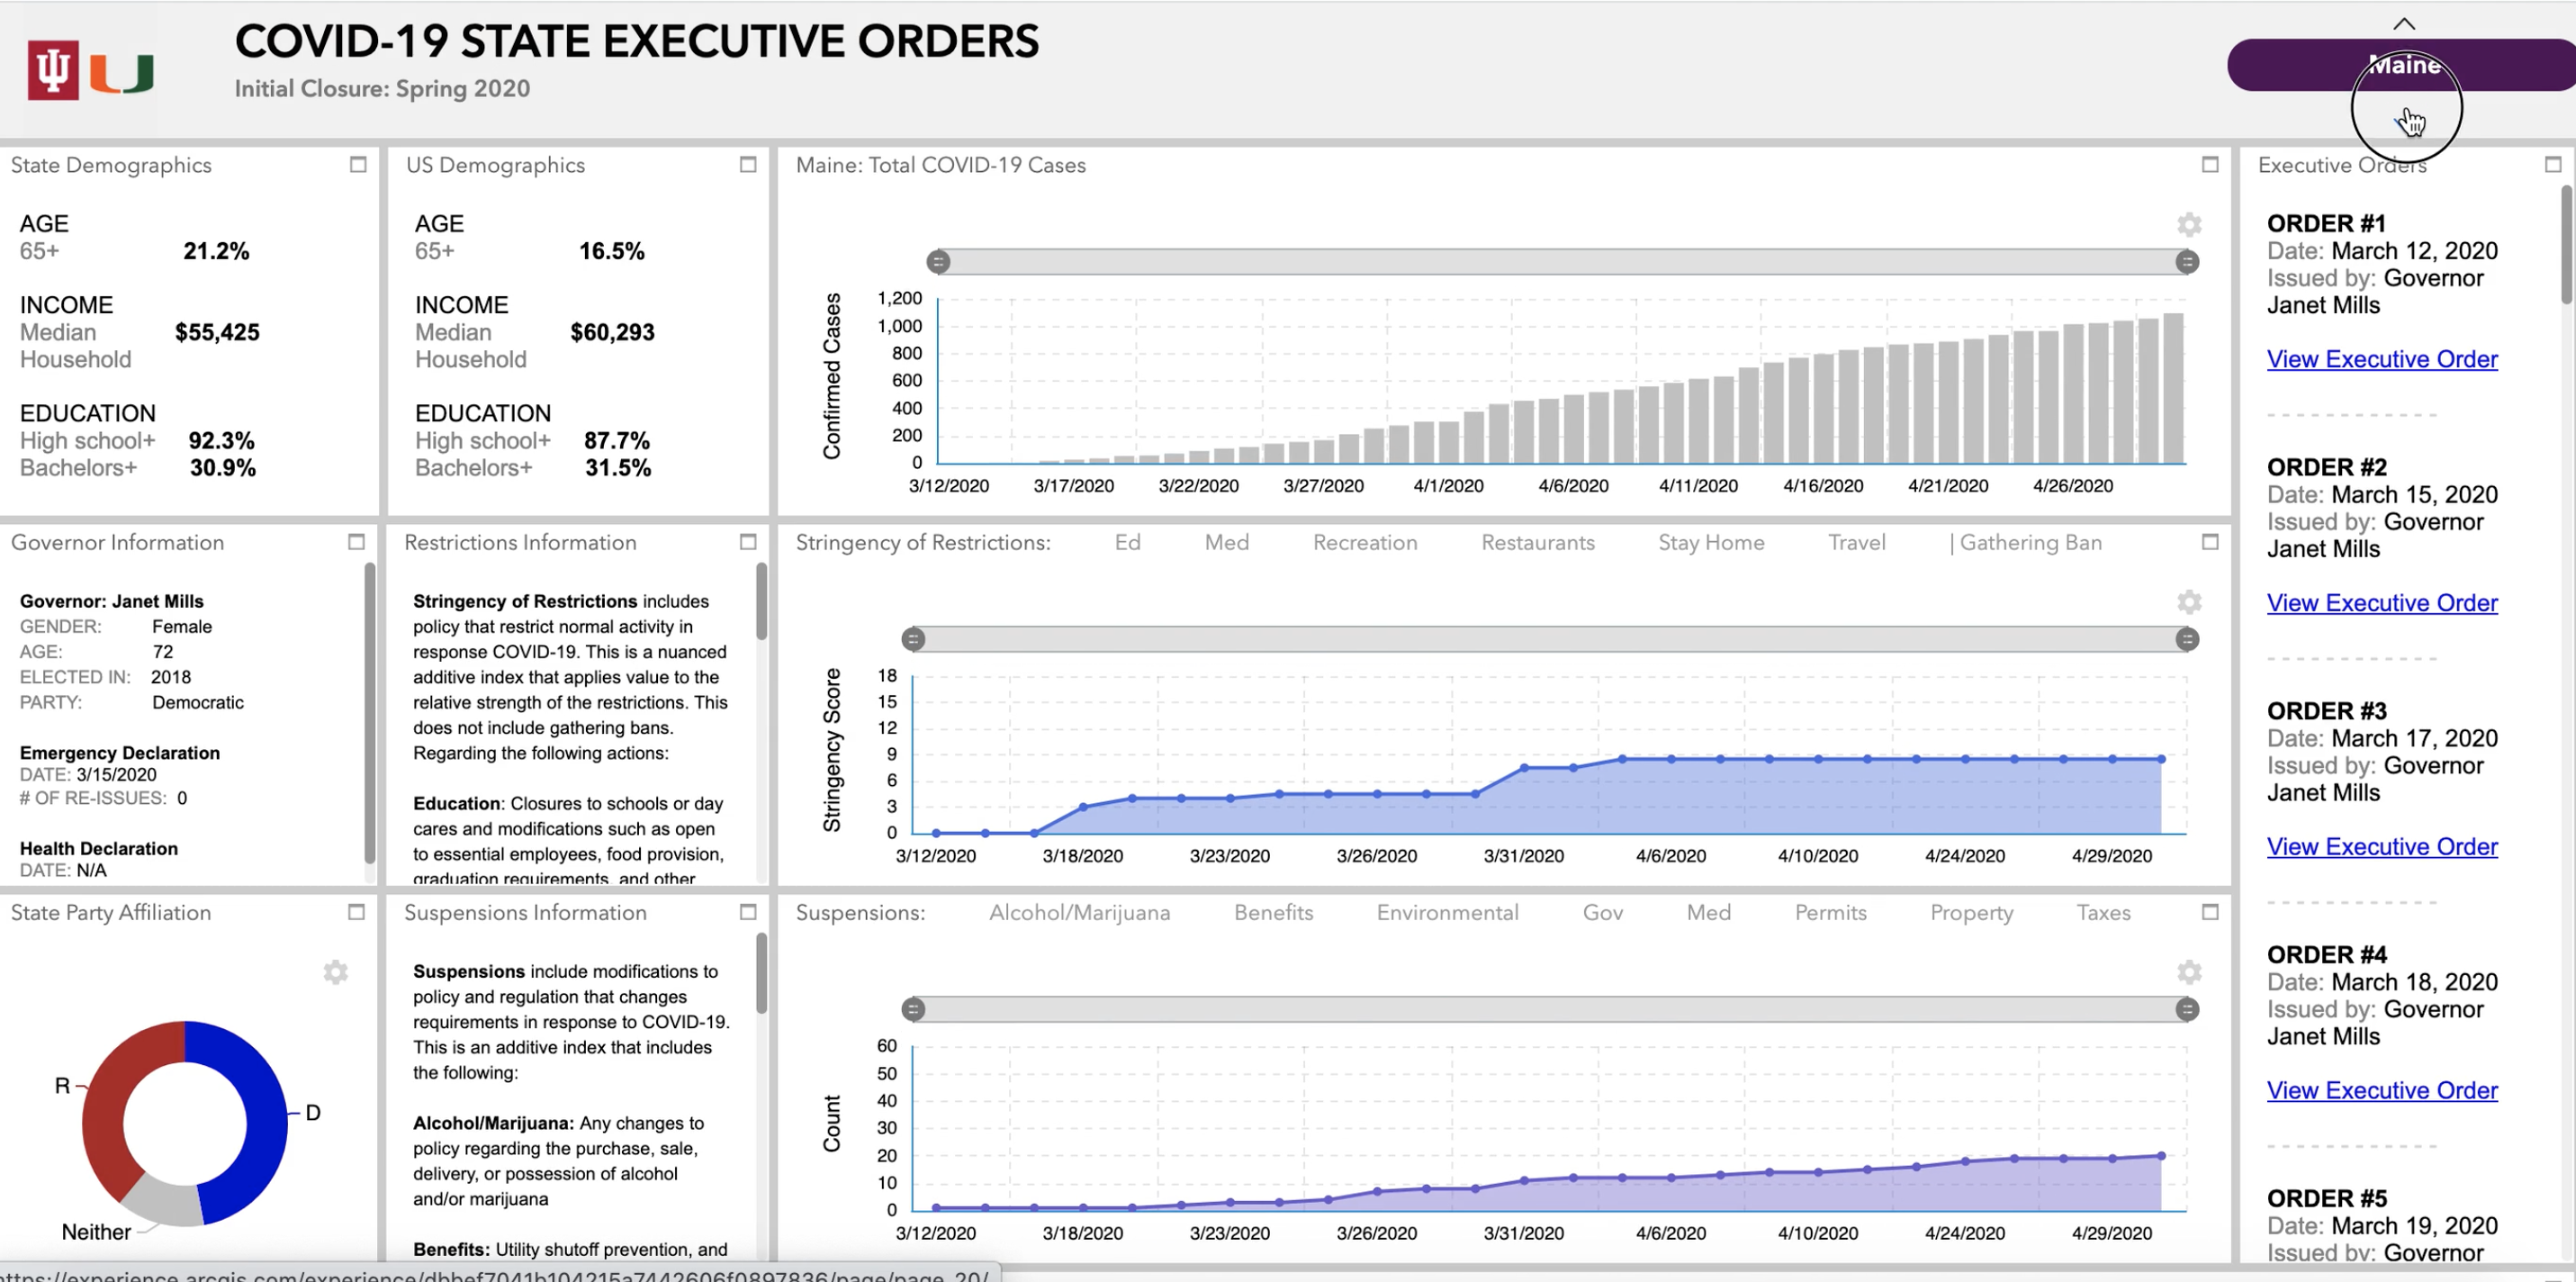 COVID-19 STATE EXECUTIVE ORDERS
Initial Closure: Spring 2020
Maine
State Demographics
AGE
65+ 21.2%
INCOME
Median $55,425
Household
EDUCATION
High school+ 92.3%
Bachelors+ 30.9%
US Demographics
AGE
65+ 16.5%
INCOME
Median $60,293
Household
EDUCATION
High school+ 87.7%
Bachelors+ 31.5%
Maine: Total COVID-19 Cases
Confirmed Cases
1,200
1,000
800
600
400
200
0
3/12/2020 3/17/2020 3/22/2020 3/27/2020 4/1/2020 4/6/2020 4/11/2020 4/16/2020 4/21/2020 4/26/2020
Executive Orders
ORDER #1
Date: March 12, 2020
Issued by: Governor
Janet Mills
View Executive Order
- - - - - - - - - - - - -
ORDER #2
Date: March 15, 2020
Issued by: Governor
Janet Mills
View Executive Order
- - - - - - - - - - - - -
ORDER #3
Date: March 17, 2020
Issued by: Governor
Janet Mills
View Executive Order
- - - - - - - - - - - - -
ORDER #4
Date: March 18, 2020
Issued by: Governor
Janet Mills
View Executive Order
- - - - - - - - - - - - -
ORDER #5
Date: March 19, 2020
Issued by: Governor
Governor Information
Governor: Janet Mills
GENDER: Female
AGE: 72
ELECTED IN: 2018
PARTY: Democratic
Emergency Declaration
DATE: 3/15/2020
# OF RE-ISSUES: 0
Health Declaration
DATE: N/A
Restrictions Information
Stringency of Restrictions includes
policy that restrict normal activity in
response COVID-19. This is a nuanced
additive index that applies value to the
relative strength of the restrictions. This
does not include gathering bans.
Regarding the following actions:
Education: Closures to schools or day
cares and modifications such as open
to essential employees, food provision,
graduation requirements, and other
Stringency of Restrictions: Ed Med Recreation Restaurants Stay Home Travel | Gathering Ban
Stringency Score
18
15
12
9
6
3
0
3/12/2020 3/18/2020 3/23/2020 3/26/2020 3/31/2020 4/6/2020 4/10/2020 4/24/2020 4/29/2020
State Party Affiliation
R
D
Neither
Suspensions Information
Suspensions include modifications to
policy and regulation that changes
requirements in response to COVID-19.
This is an additive index that includes
the following:
Alcohol/Marijuana: Any changes to
policy regarding the purchase, sale,
delivery, or possession of alcohol
and/or marijuana
Benefits: Utility shutoff prevention, and
Suspensions: Alcohol/Marijuana Benefits Environmental Gov Med Permits Property Taxes
Count
60
50
40
30
20
10
0
3/12/2020 3/18/2020 3/23/2020 3/26/2020 3/31/2020 4/6/2020 4/10/2020 4/24/2020 4/29/2020